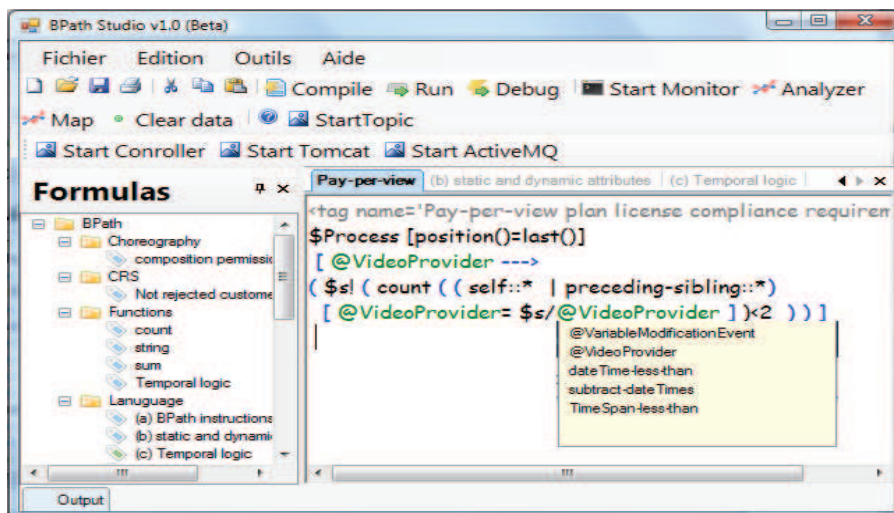 BPath Studio v1.0 (Beta)
Fichier Edition Outils Aide
Compile Run Debug Start Monitor Analyzer
Map Clear data StartTopic
Start Conroller Start Tomcat Start ActiveMQ
Formulas
BPath
Choreography
composition permissic
CRS
Not rejected custome
Functions
count
string
sum
Temporal logic
Lanuguage
(a) BPath instructions
(b) static and dynami
(c) Temporal logic
Pay-per-view (b) static and dynamic attributes (c) Temporal logic
<tag name='Pay-per-view plan license compliance requirem
$Process [position()=last()]
[ @VideoProvider --->
( $s! ( count ( ( self::* | preceding-sibling::*)
[ @VideoProvider= $s/@VideoProvider ] )<2 ) ) ]
@VariableModificationEvent
@VideoProvider
dateTime-less-than
subtract-dateTimes
TimeSpan-less-than
Output